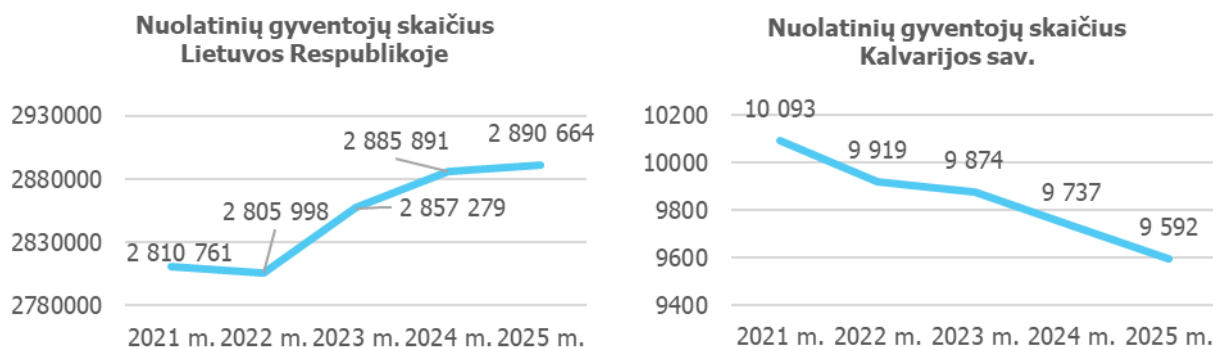 Nuolatinių gyventojų skaičius
Lietuvos Respublikoje
2930000
2880000
2830000
2780000
2 810 761
2 805 998
2 857 279
2 885 891
2 890 664
2021 m. 2022 m. 2023 m. 2024 m. 2025 m.
Nuolatinių gyventojų skaičius
Kalvarijos sav.
10200
10000
9800
9600
9400
10 093
9 919
9 874
9 737
9 592
2021 m. 2022 m. 2023 m. 2024 m. 2025 m.